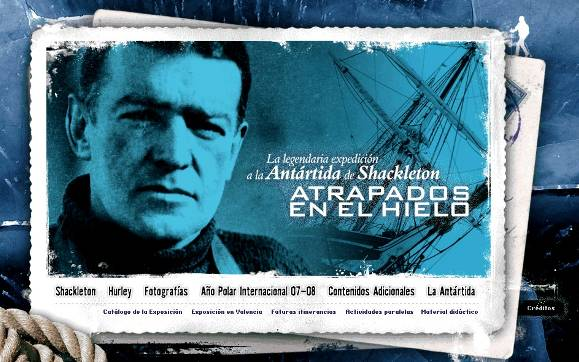 La legendaria expedición
a la Antártida de Shackleton
ATRAPADOS
EN EL HIELO
Shackleton Hurley Fotografías Año Polar Internacional 07-08 Contenidos Adicionales La Antártida
Catálogo de la Exposición Exposición en Valencia Futuras itinerancias Actividades paralelas Material didáctico
Créditos